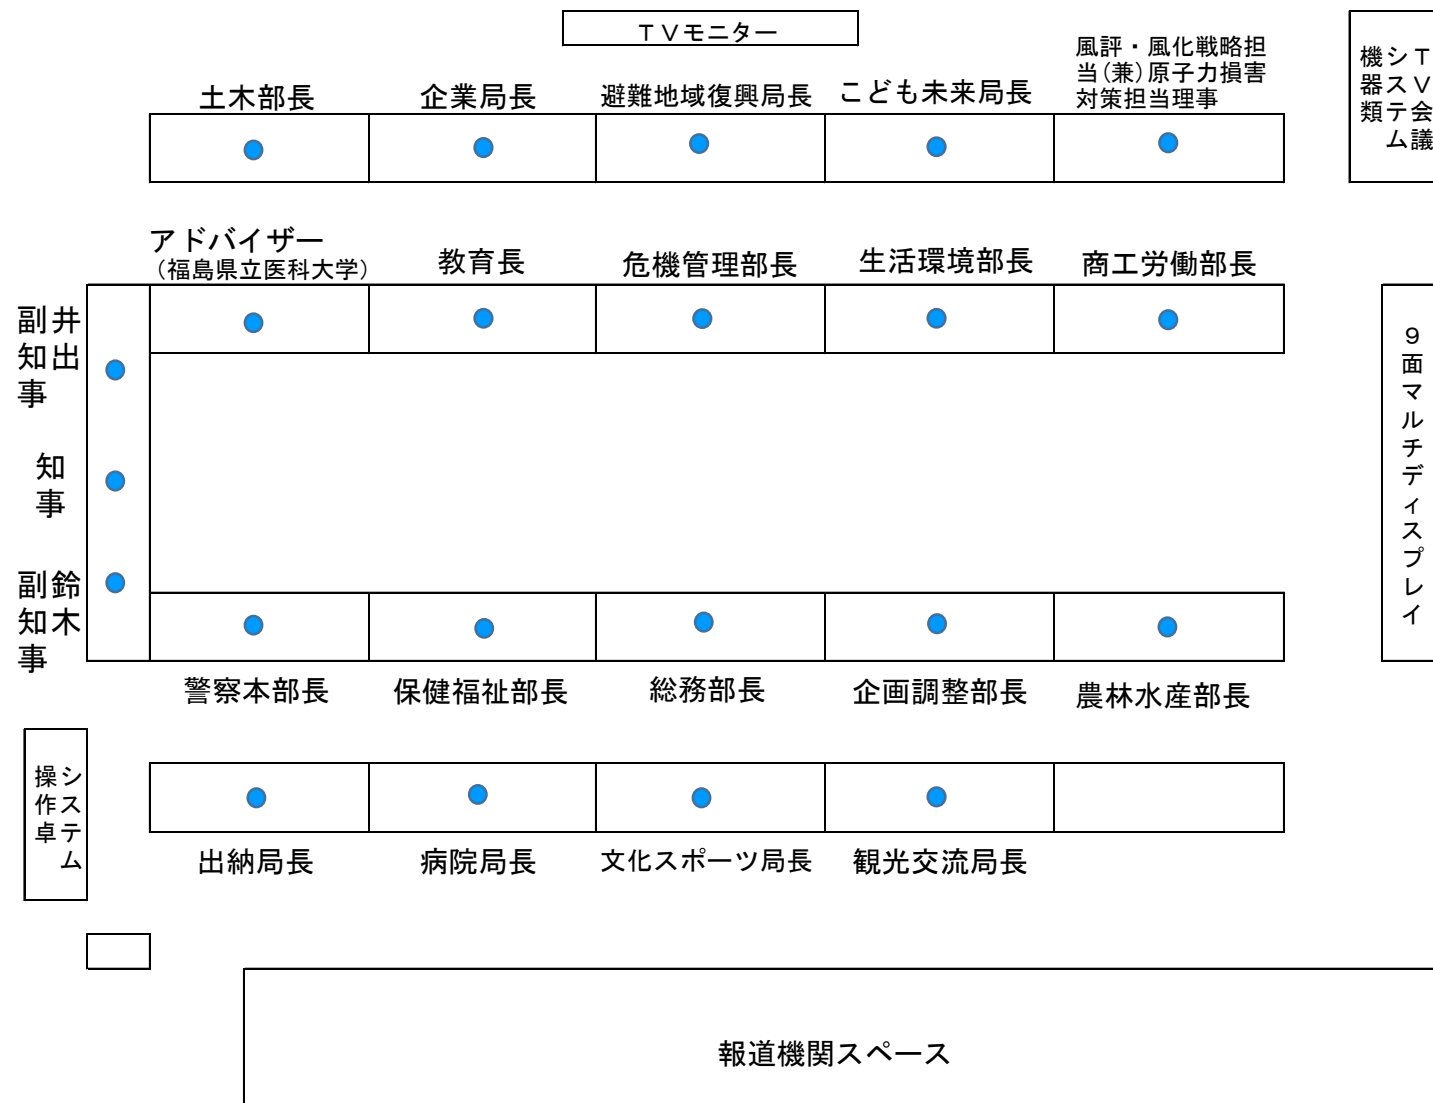 ＴＶモニター
風評・風化戦略担
当(兼)原子力損害
対策担当理事
土木部長
企業局長
避難地域復興局長
こども未来局長
ＴＶ会議
システム
機器類
アドバイザー
（福島県立医科大学）
教育長
危機管理部長
生活環境部長
商工労働部長
井出
副知事
知事
鈴木
副知事
９面マルチディスプレイ
警察本部長
保健福祉部長
総務部長
企画調整部長
農林水産部長
システム
操作卓
出納局長
病院局長
文化スポーツ局長
観光交流局長
報道機関スペース